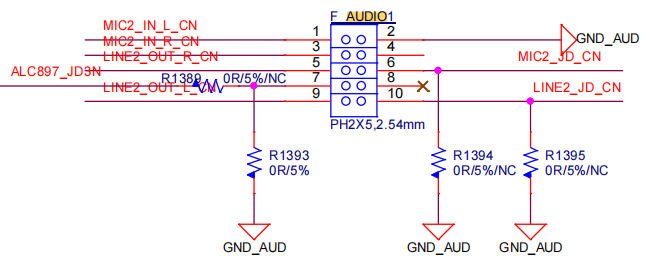 F_AUDIO1
MIC2_IN_L_CN
1
2
GND_AUD
MIC2_IN_R_CN
3
4
LINE2_OUT_R_CN
MIC2_JD_CN
5
6
ALC897_JD3N
R1389
0R/5%/NC
7
8
LINE2_OUT_L_CN
LINE2_JD_CN
9
10
PH2X5,2.54mm
R1393
0R/5%
R1394
0R/5%/NC
R1395
0R/5%/NC
GND_AUD
GND_AUD
GND_AUD